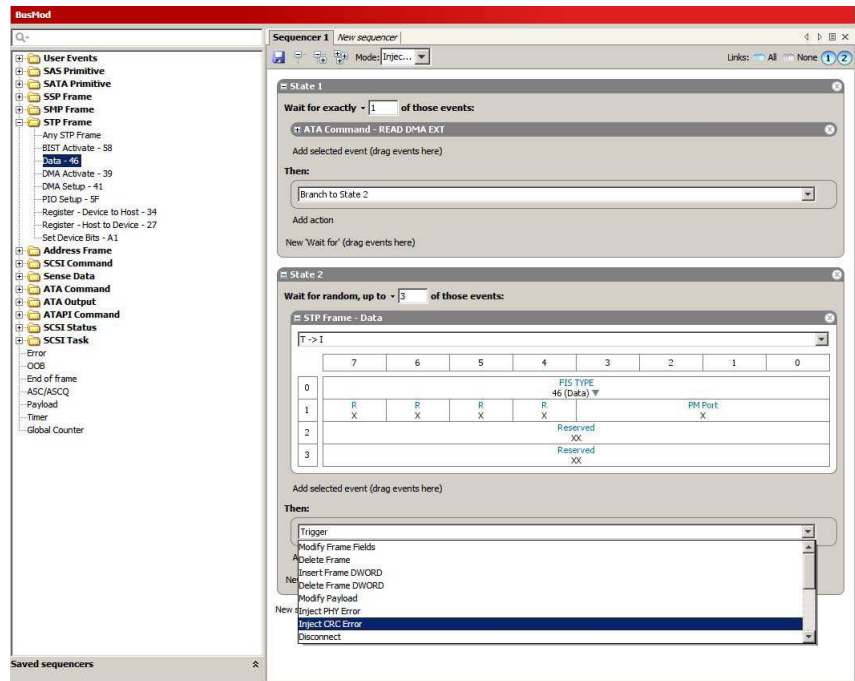 BusMod
User Events
SAS Primitive
SATA Primitive
SSP Frame
SMP Frame
STP Frame
Any STP Frame
BIST Activate - 58
Data - 46
DMA Activate - 39
DMA Setup - 41
PIO Setup - 5F
Register - Device to Host - 34
Register - Host to Device - 27
Set Device Bits - A1
Address Frame
SCSI Command
Sense Data
ATA Command
ATA Output
ATAPI Command
SCSI Status
SCSI Task
Error
OOB
End of frame
ASC/ASCQ
Payload
Timer
Global Counter
Saved sequencers
Sequencer 1 New sequencer
Mode: Injec... Links: All None 1 2
State 1
Wait for exactly 1 of those events:
ATA Command - READ DMA EXT
Add selected event (drag events here)
Then:
Branch to State 2
Add action
New 'Wait for' (drag events here)
State 2
Wait for random, up to 3 of those events:
STP Frame - Data
T -> I
7 6 5 4 3 2 1 0
0 FIS TYPE
46 (Data)
1 R R R R PM Port
X X X X X
2 Reserved
XX
3 Reserved
XX
Add selected event (drag events here)
Then:
Trigger
Modify Frame Fields
Delete Frame
Insert Frame DWORD
Delete Frame DWORD
Modify Payload
Inject PHY Error
Inject CRC Error
Disconnect